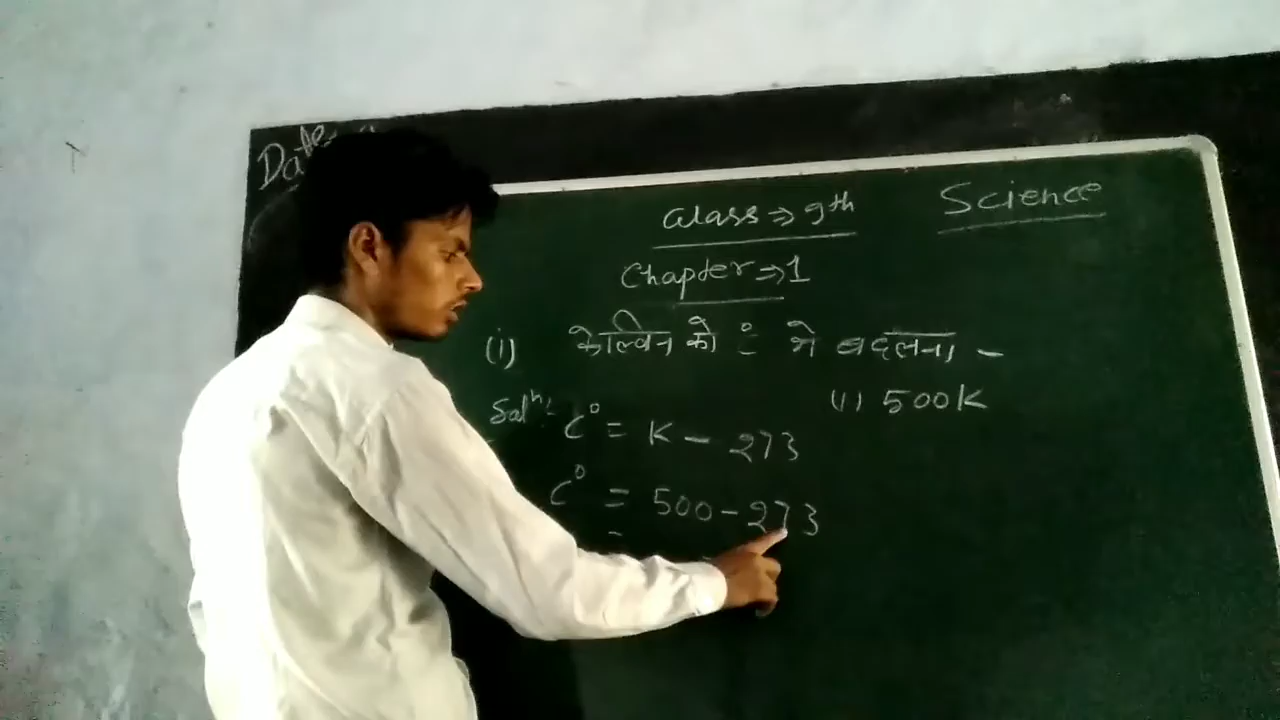 Date
Class ⇒ 9th
Science
Chapter ⇒ 1
(i) केल्विन को °C मे बदलना -
(i) 500K
Solⁿ:- C° = K - 273
C° = 500 - 273
=